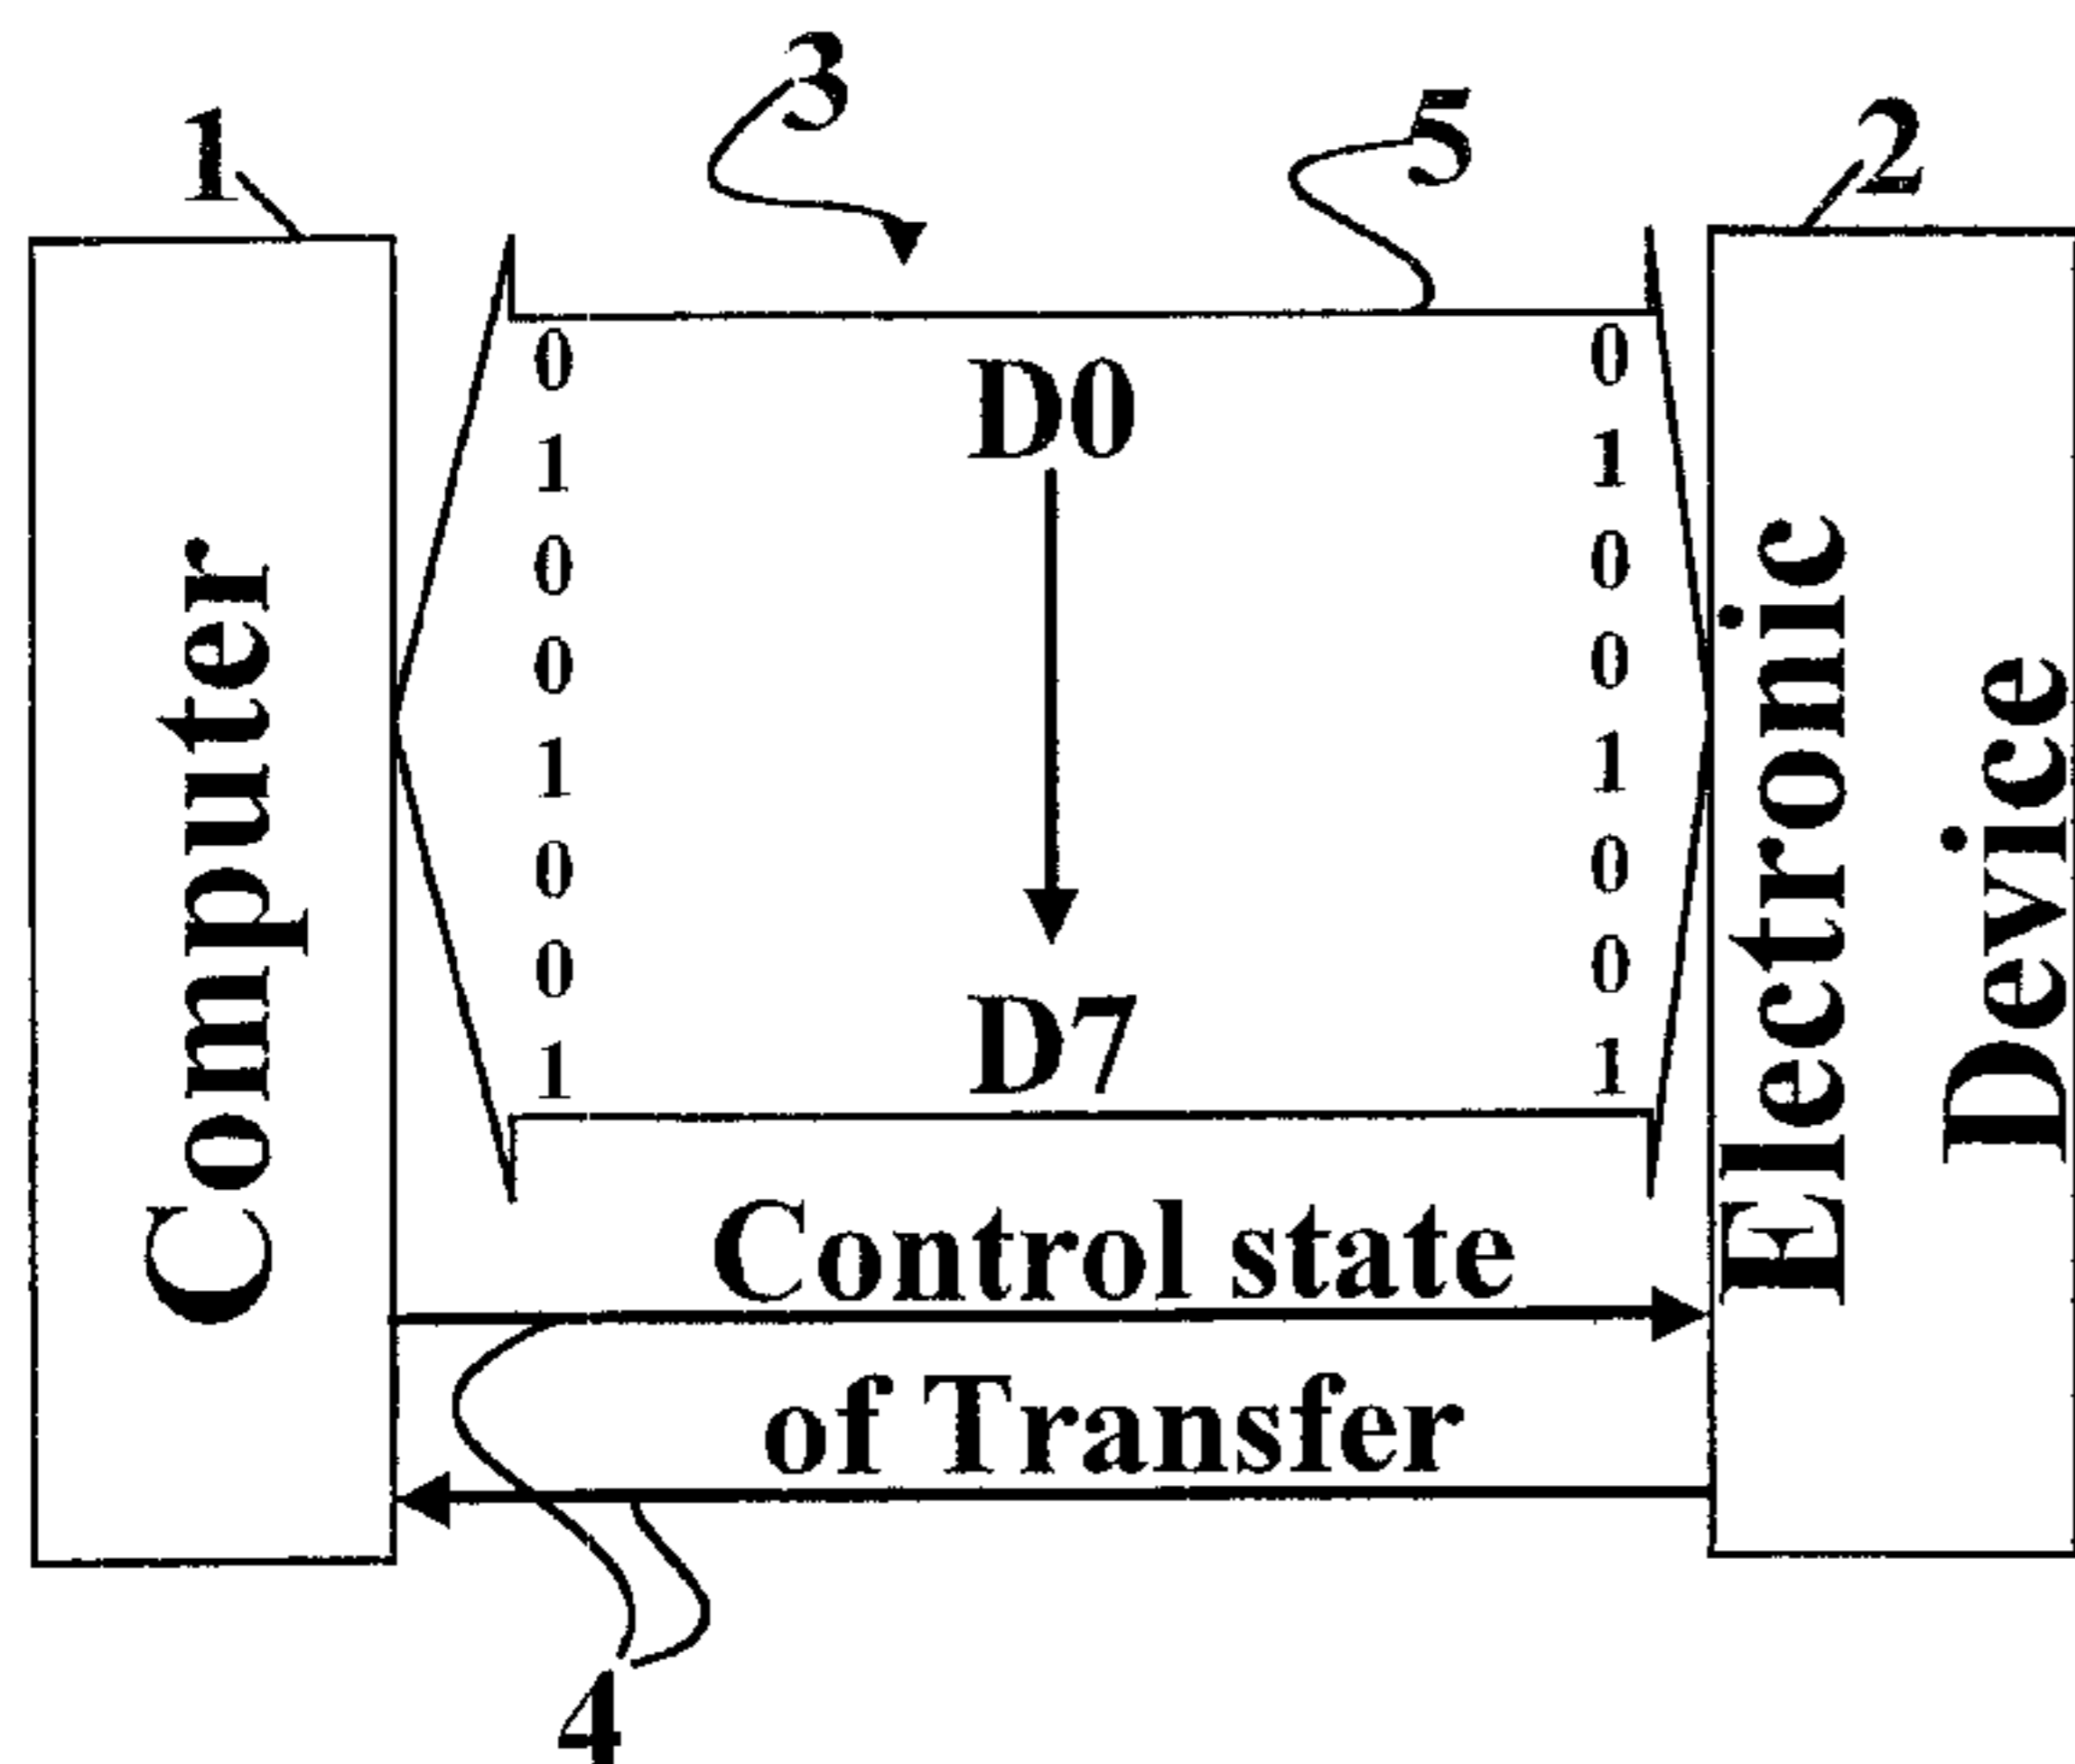 3
5
1
2
0 D0 0
1 1
0 0
0 0
1 1
0 0
0 0
1 D7 1
Computer
Electronic
Device
Control state
of Transfer
4